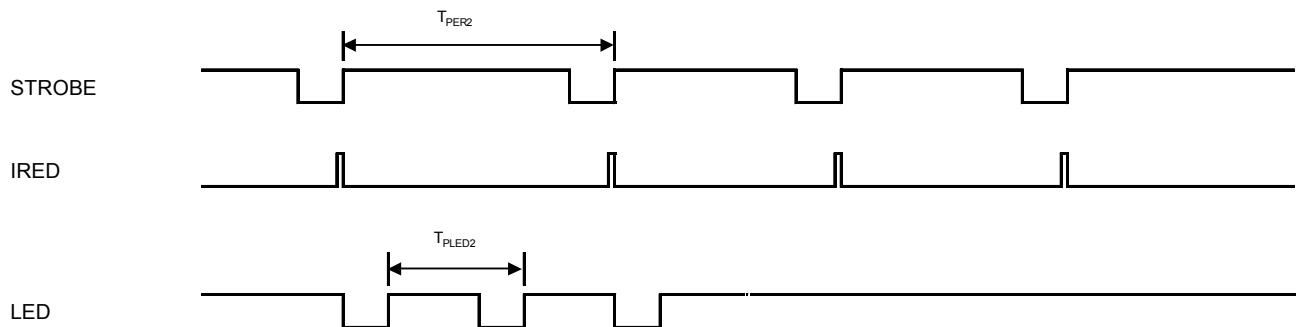 T_PER2
STROBE
IRED
T_PLED2
LED